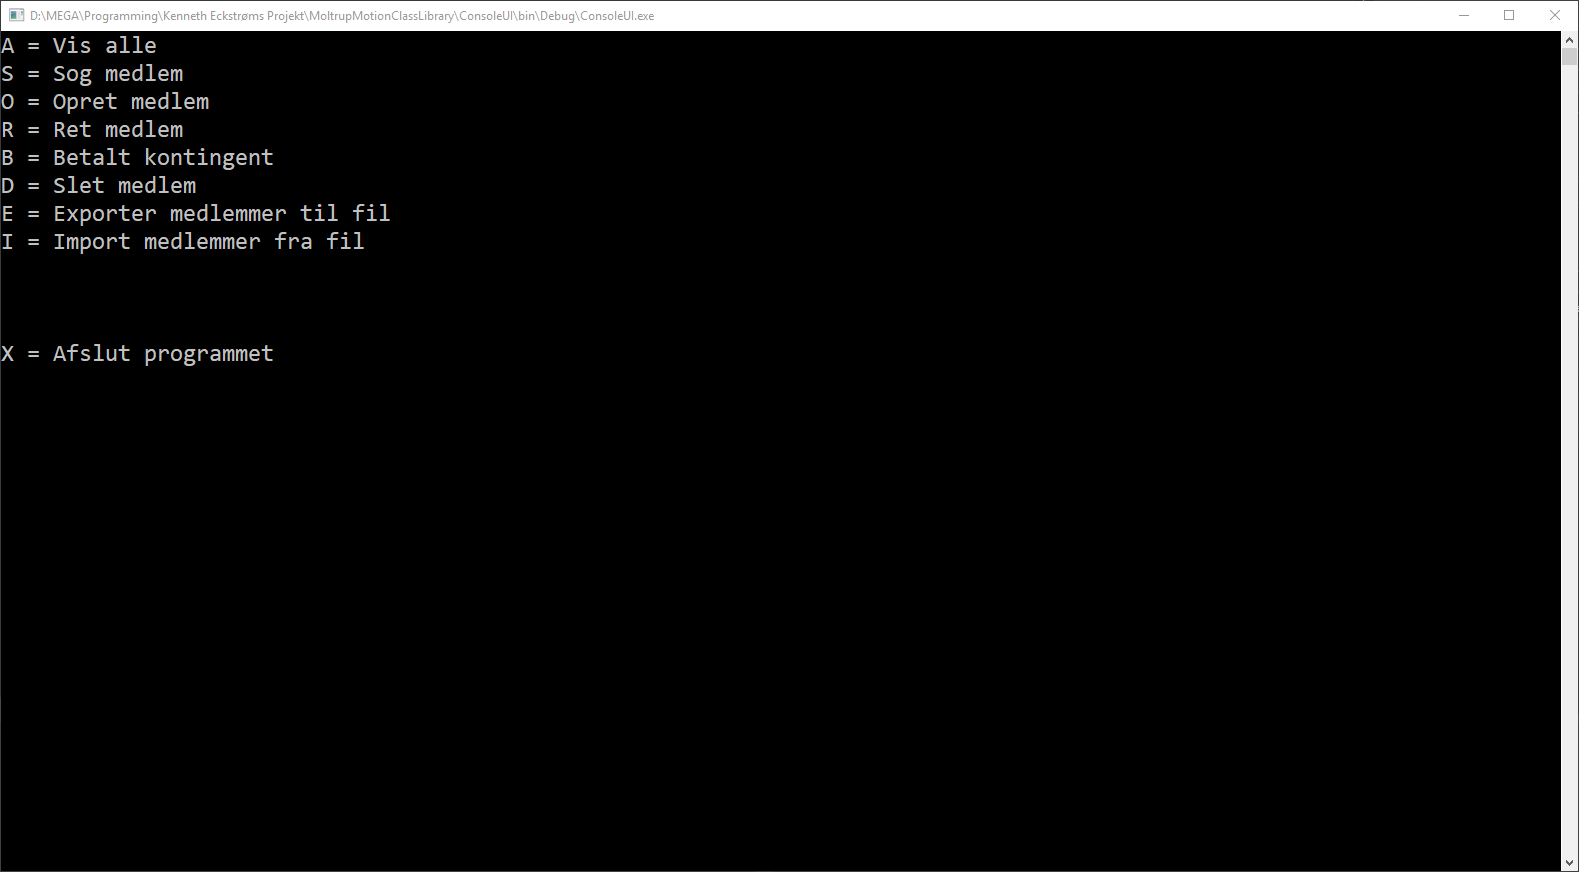 D:\MEGA\Programming\Kenneth Eckstrøms Projekt\MoltrupMotionClassLibrary\ConsoleUI\bin\Debug\ConsoleUI.exe
A = Vis alle
S = Sog medlem
O = Opret medlem
R = Ret medlem
B = Betalt kontingent
D = Slet medlem
E = Exporter medlemmer til fil
I = Import medlemmer fra fil
X = Afslut programmet